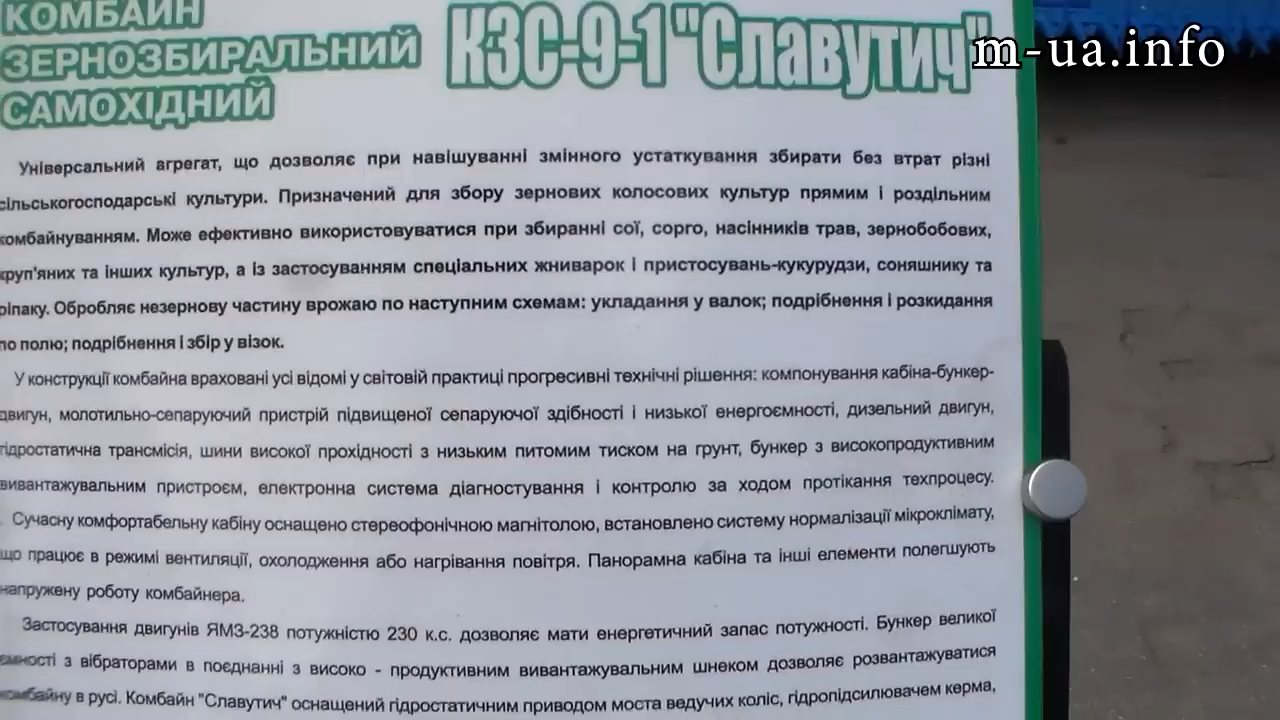 КОМБАЙН
ЗЕРНОЗБИРАЛЬНИЙ
САМОХІДНИЙ
КЗС-9-1 "Славутич"
m-ua.info
Універсальний агрегат, що дозволяє при навішуванні змінного устаткування збирати без втрат різні
сільськогосподарські культури. Призначений для збору зернових колосових культур прямим і роздільним
комбайнуванням. Може ефективно використовуватися при збиранні сої, сорго, насінників трав, зернобобових,
круп'яних та інших культур, а із застосуванням спеціальних жниварок і пристосувань-кукурудзи, соняшнику та
ріпаку. Обробляє незернову частину врожаю по наступним схемам: укладання у валок; подрібнення і розкидання
по полю; подрібнення і збір у візок.
У конструкції комбайна враховані усі відомі у світовій практиці прогресивні технічні рішення: компонування кабіна-бункер-
двигун, молотильно-сепаруючий пристрій підвищеної сепаруючої здібності і низької енергоємності, дизельний двигун,
гідростатична трансмісія, шини високої прохідності з низьким питомим тиском на грунт, бункер з високопродуктивним
вивантажувальним пристроєм, електронна система діагностування і контролю за ходом протікання техпроцесу.
Сучасну комфортабельну кабіну оснащено стереофонічною магнітолою, встановлено систему нормалізації мікроклімату,
що працює в режимі вентиляції, охолодження або нагрівання повітря. Панорамна кабіна та інші елементи полегшують
напружену роботу комбайнера.
Застосування двигунів ЯМЗ-238 потужністю 230 к.с. дозволяє мати енергетичний запас потужності. Бункер великої
ємності з вібраторами в поєднанні з високо - продуктивним вивантажувальним шнеком дозволяє розвантажуватися
комбайну в русі. Комбайн "Славутич" оснащений гідростатичним приводом моста ведучих коліс, гідропідсилювачем керма,